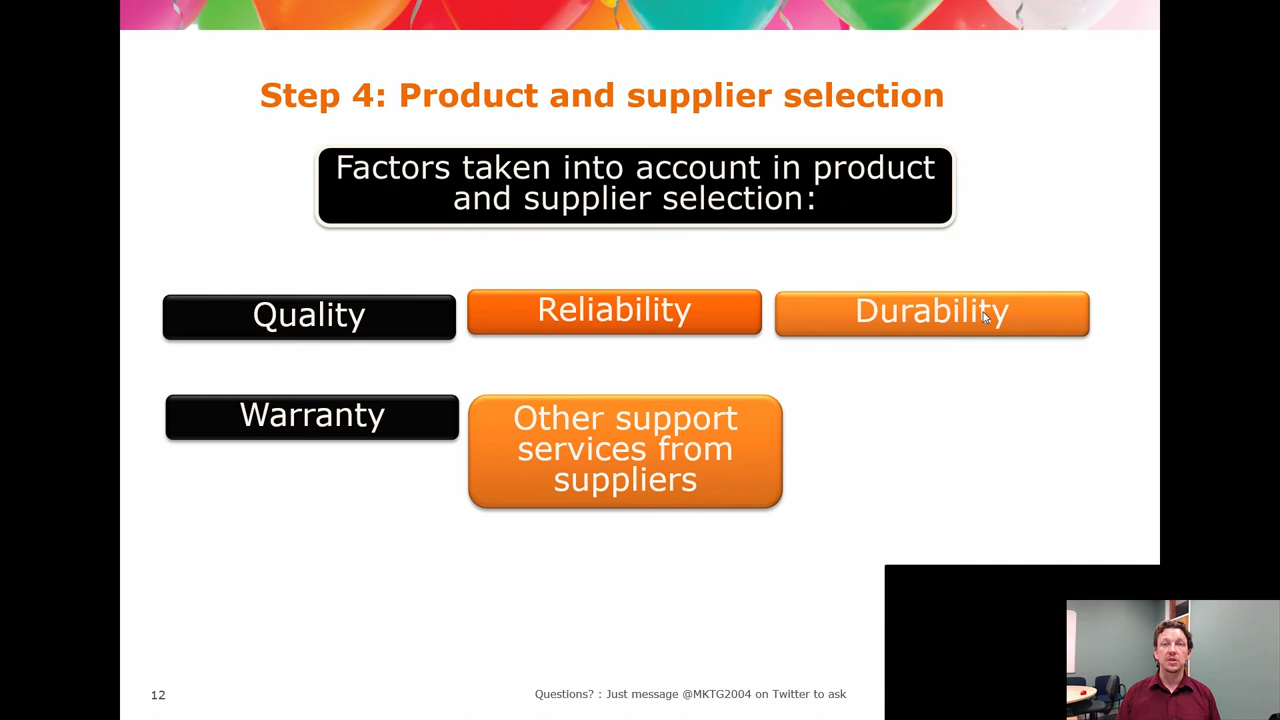 Step 4: Product and supplier selection
Factors taken into account in product
and supplier selection:
Quality
Reliability
Durability
Warranty
Other support
services from
suppliers
12
Questions? : Just message @MKTG2004 on Twitter to ask